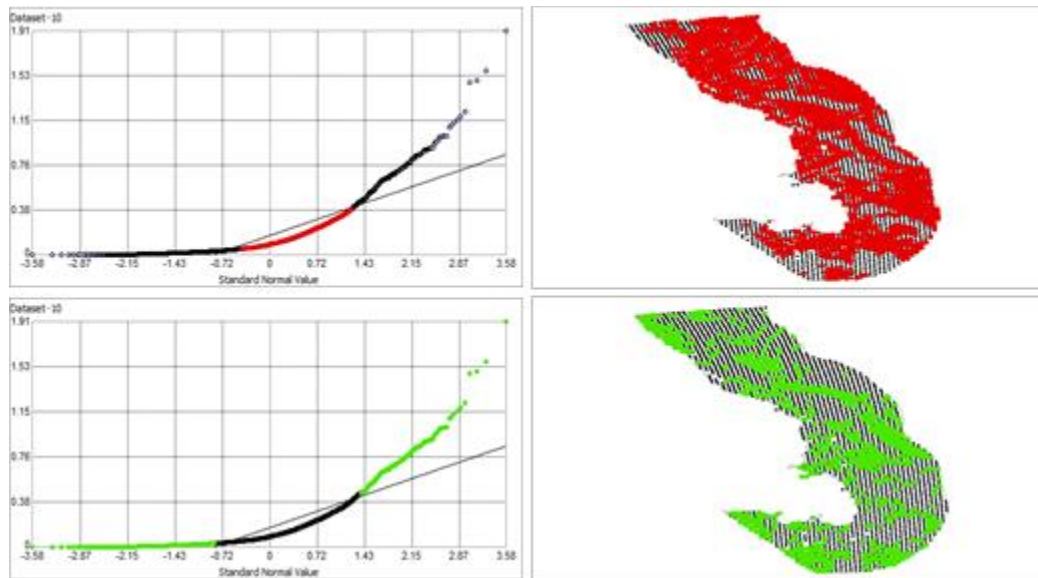 Dataset -10
1.91
1.53
1.15
0.76
0.38
0
-3.58 -2.87 -2.15 -1.43 -0.72 0 0.72 1.43 2.15 2.87 3.58
Standard Normal Value
Dataset -10
1.91
1.53
1.15
0.76
0.38
0
-3.58 -2.87 -2.15 -1.43 -0.72 0 0.72 1.43 2.15 2.87 3.58
Standard Normal Value